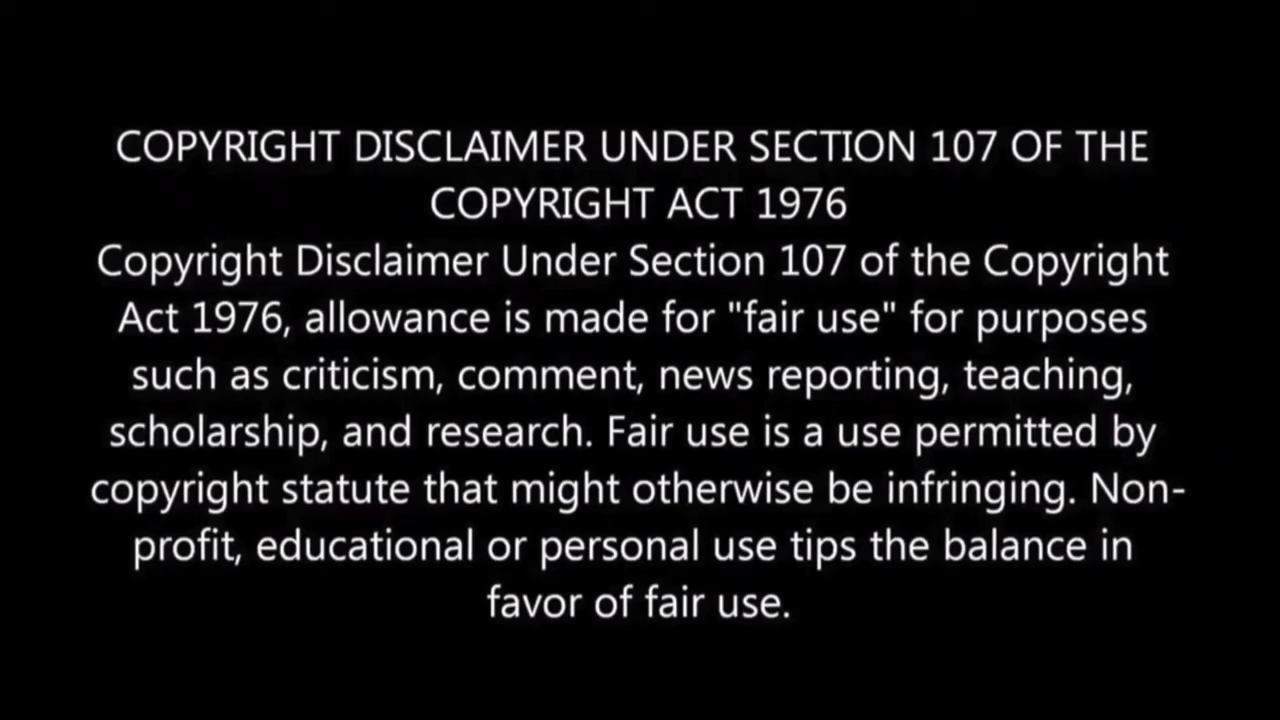 COPYRIGHT DISCLAIMER UNDER SECTION 107 OF THE
COPYRIGHT ACT 1976
Copyright Disclaimer Under Section 107 of the Copyright
Act 1976, allowance is made for "fair use" for purposes
such as criticism, comment, news reporting, teaching,
scholarship, and research. Fair use is a use permitted by
copyright statute that might otherwise be infringing. Non-
profit, educational or personal use tips the balance in
favor of fair use.